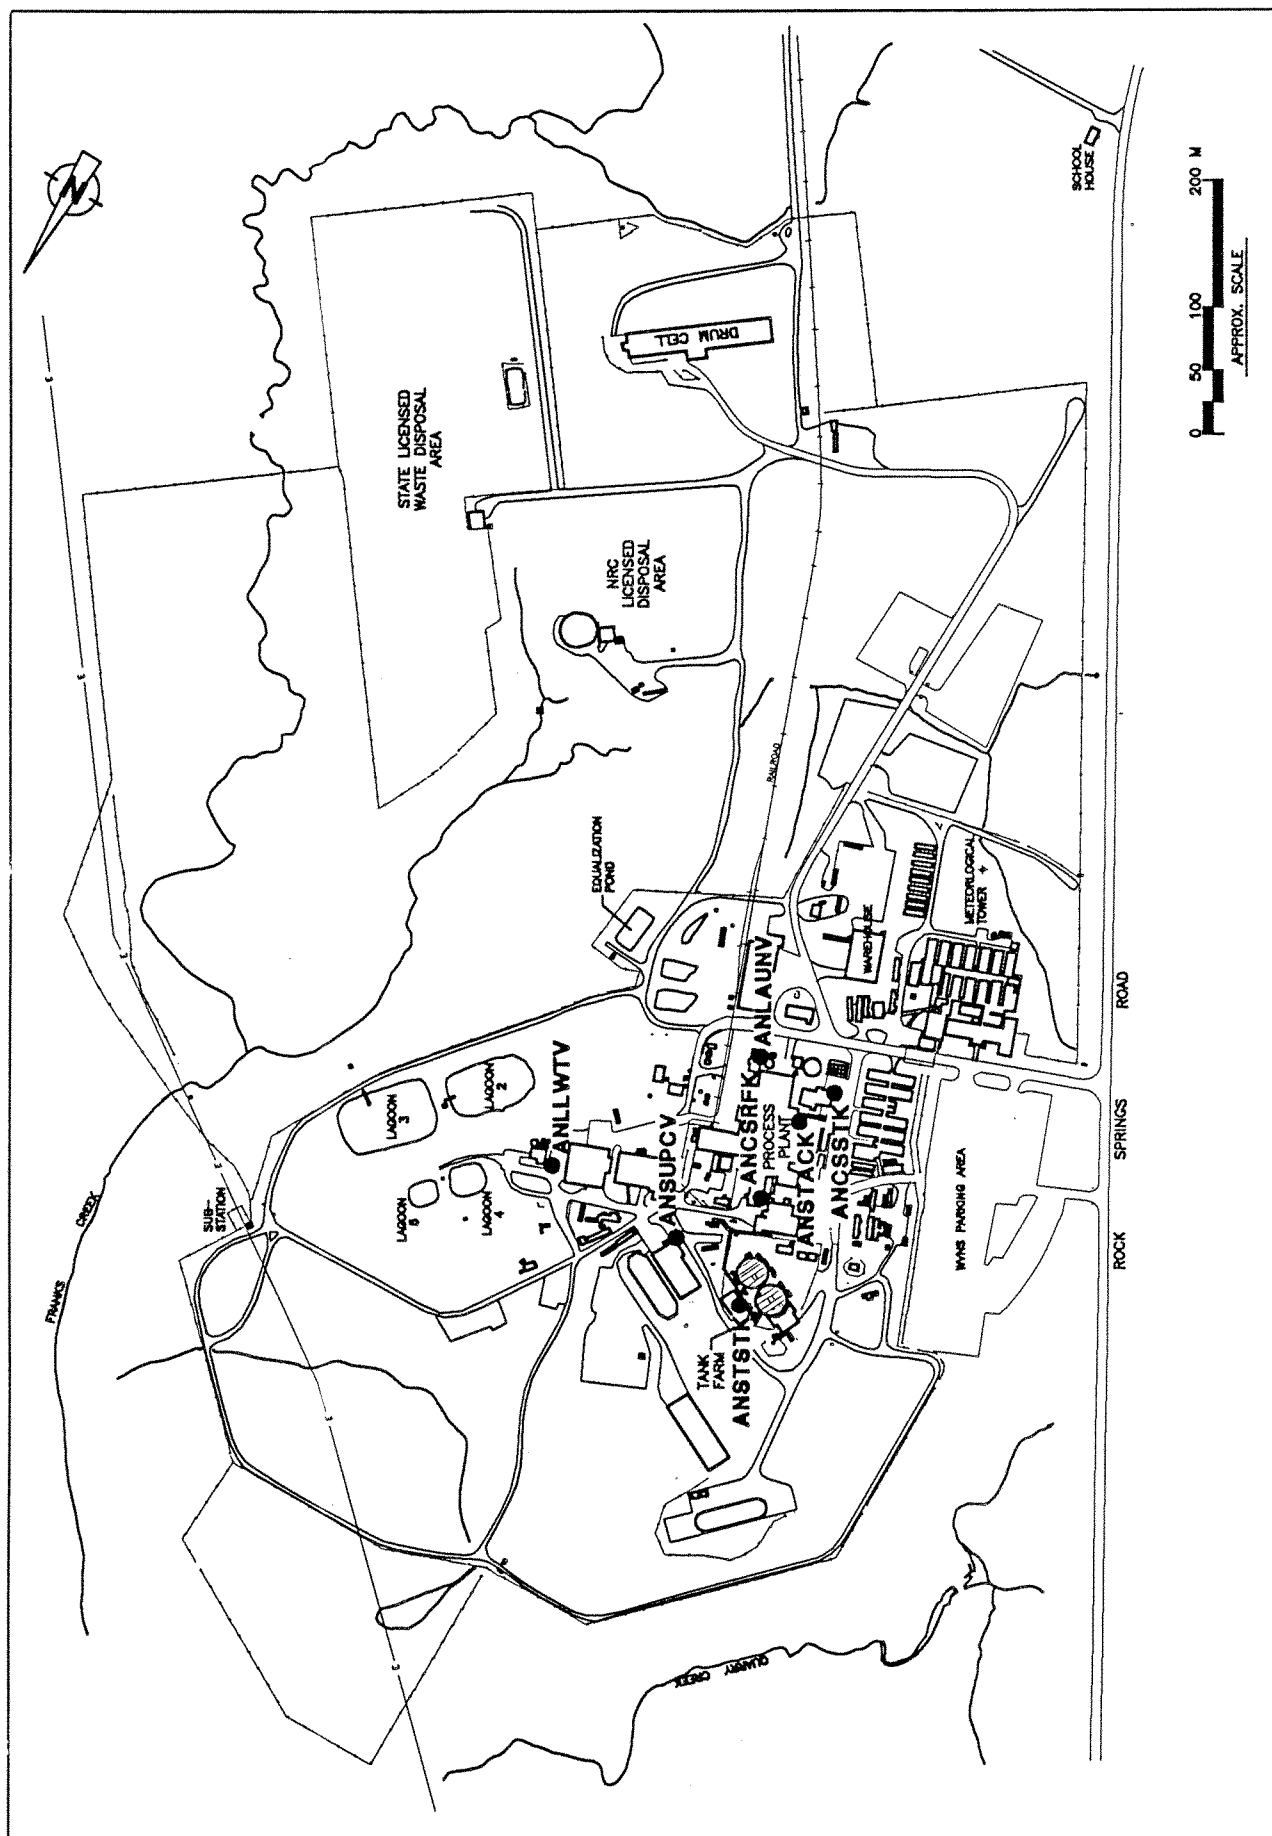 N
SCHOOL
HOUSE
0 50 100 200 M
APPROX. SCALE
DRUM CELL
STATE LICENSED
WASTE DISPOSAL
AREA
NRC
LICENSED
DISPOSAL
AREA
RAILROAD
EQUALIZATION
POND
METEORLOGICAL
TOWER +
WAREHOUSE
ANLAUNV
ANLLWTV
LAGOON
3
LAGOON
2
LAGOON
5
LAGOON
4
ANSUPCV
ANCSRFK
PROCESS
PLANT
ANSTACK
ANCSSTK
WVNS PARKING AREA
ROCK SPRINGS ROAD
SUB-
STATION
FRANKS CREEK
TANK
FARM
ANSTSTK
QUARRY
CREEK